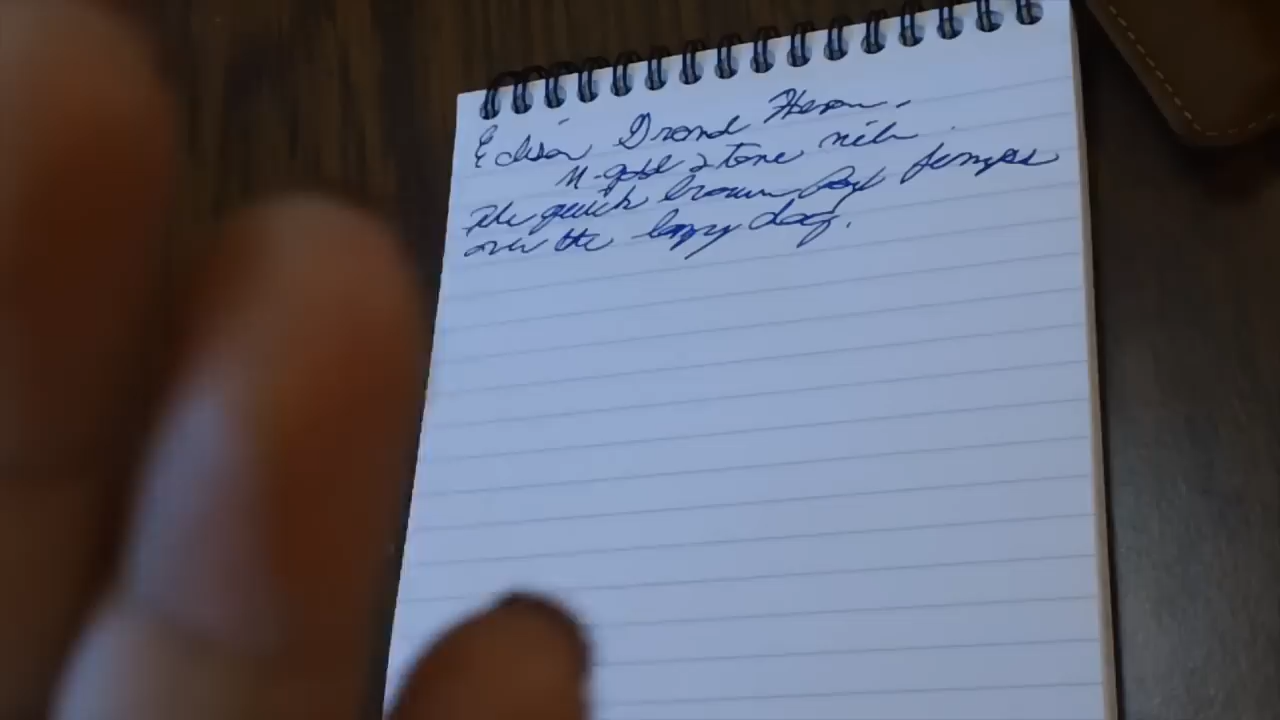 Edison Grand Heron.
M-gold 2 tone nib.
The quick brown fox jumps
over the lazy dog.